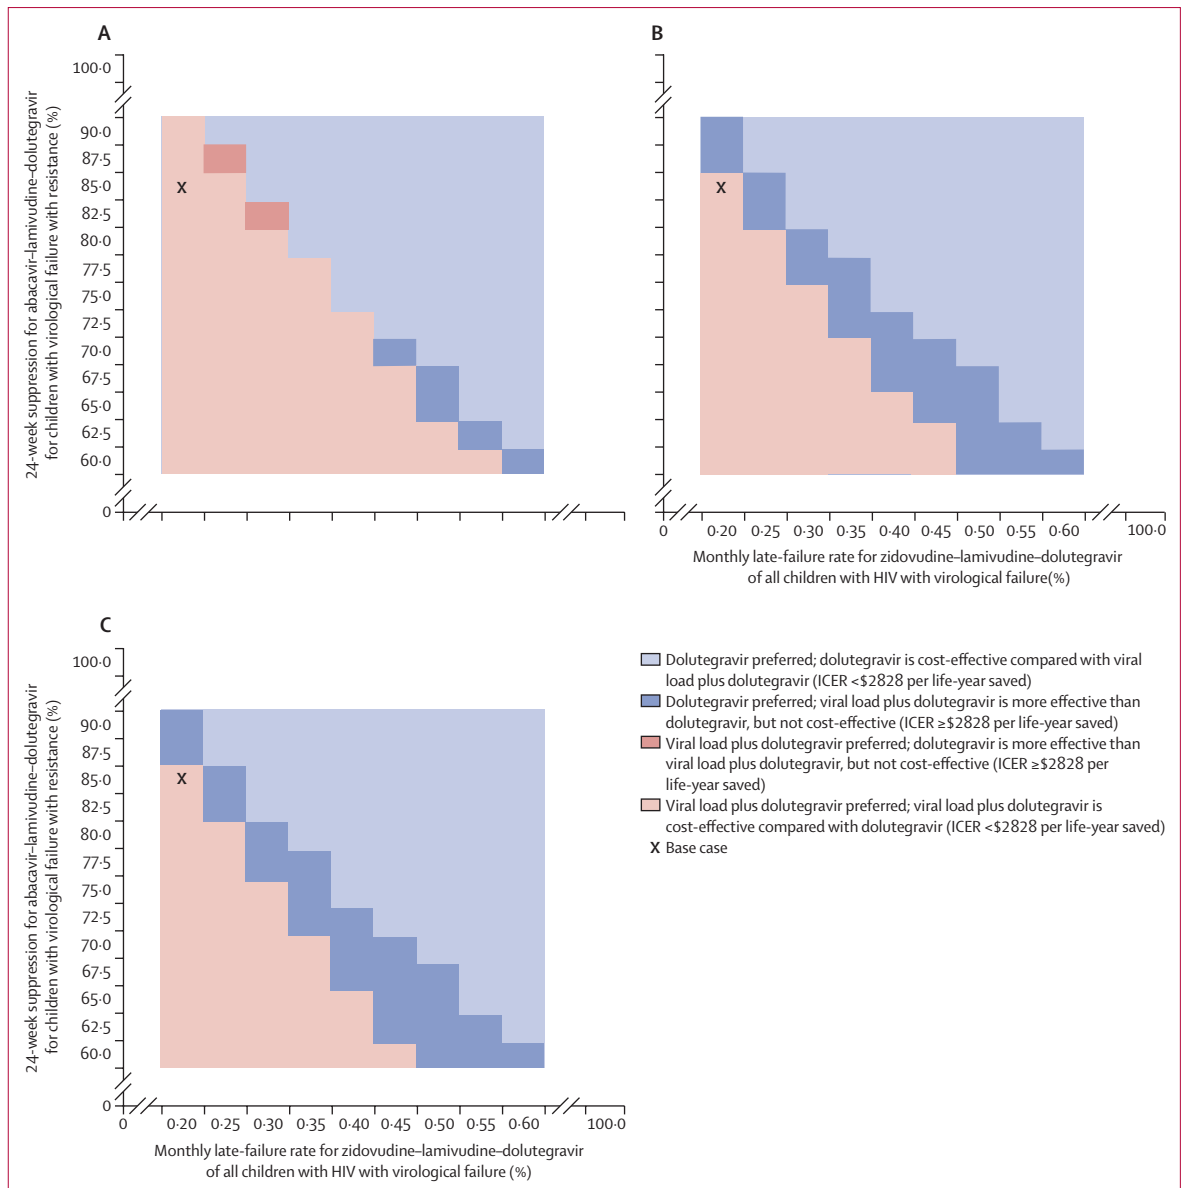 A
B
100·0
90·0
87·5
85·0
82·5
80·0
77·5
75·0
72·5
70·0
67·5
65·0
62·5
60·0
0
24-week suppression for abacavir–lamivudine–dolutegravir
for children with virological failure with resistance (%)
X
X
0 0·20 0·25 0·30 0·35 0·40 0·45 0·50 0·55 0·60 100·0
Monthly late-failure rate for zidovudine–lamivudine–dolutegravir
of all children with HIV with virological failure(%)
C
100·0
90·0
87·5
85·0
82·5
80·0
77·5
75·0
72·5
70·0
67·5
65·0
62·5
60·0
0
24-week suppression for abacavir–lamivudine–dolutegravir
for children with virological failure with resistance (%)
X
0 0·20 0·25 0·30 0·35 0·40 0·45 0·50 0·55 0·60 100·0
Monthly late-failure rate for zidovudine–lamivudine–dolutegravir
of all children with HIV with virological failure (%)
Dolutegravir preferred; dolutegravir is cost-effective compared with viral
load plus dolutegravir (ICER <$2828 per life-year saved)
Dolutegravir preferred; viral load plus dolutegravir is more effective than
dolutegravir, but not cost-effective (ICER ≥$2828 per life-year saved)
Viral load plus dolutegravir preferred; dolutegravir is more effective than
viral load plus dolutegravir, but not cost-effective (ICER ≥$2828 per
life-year saved)
Viral load plus dolutegravir preferred; viral load plus dolutegravir is
cost-effective compared with dolutegravir (ICER <$2828 per life-year saved)
X Base case